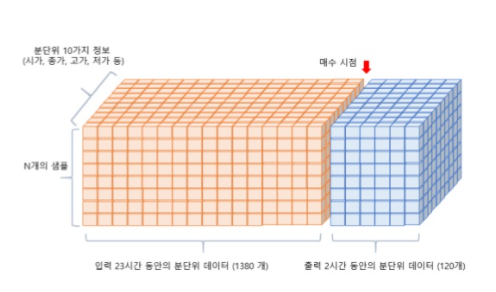 분단위 10가지 정보
(시가, 종가, 고가, 저가 등)
매수 시점
N개의 샘플
입력 23시간 동안의 분단위 데이터 (1380 개)
출력 2시간 동안의 분단위 데이터 (120개)